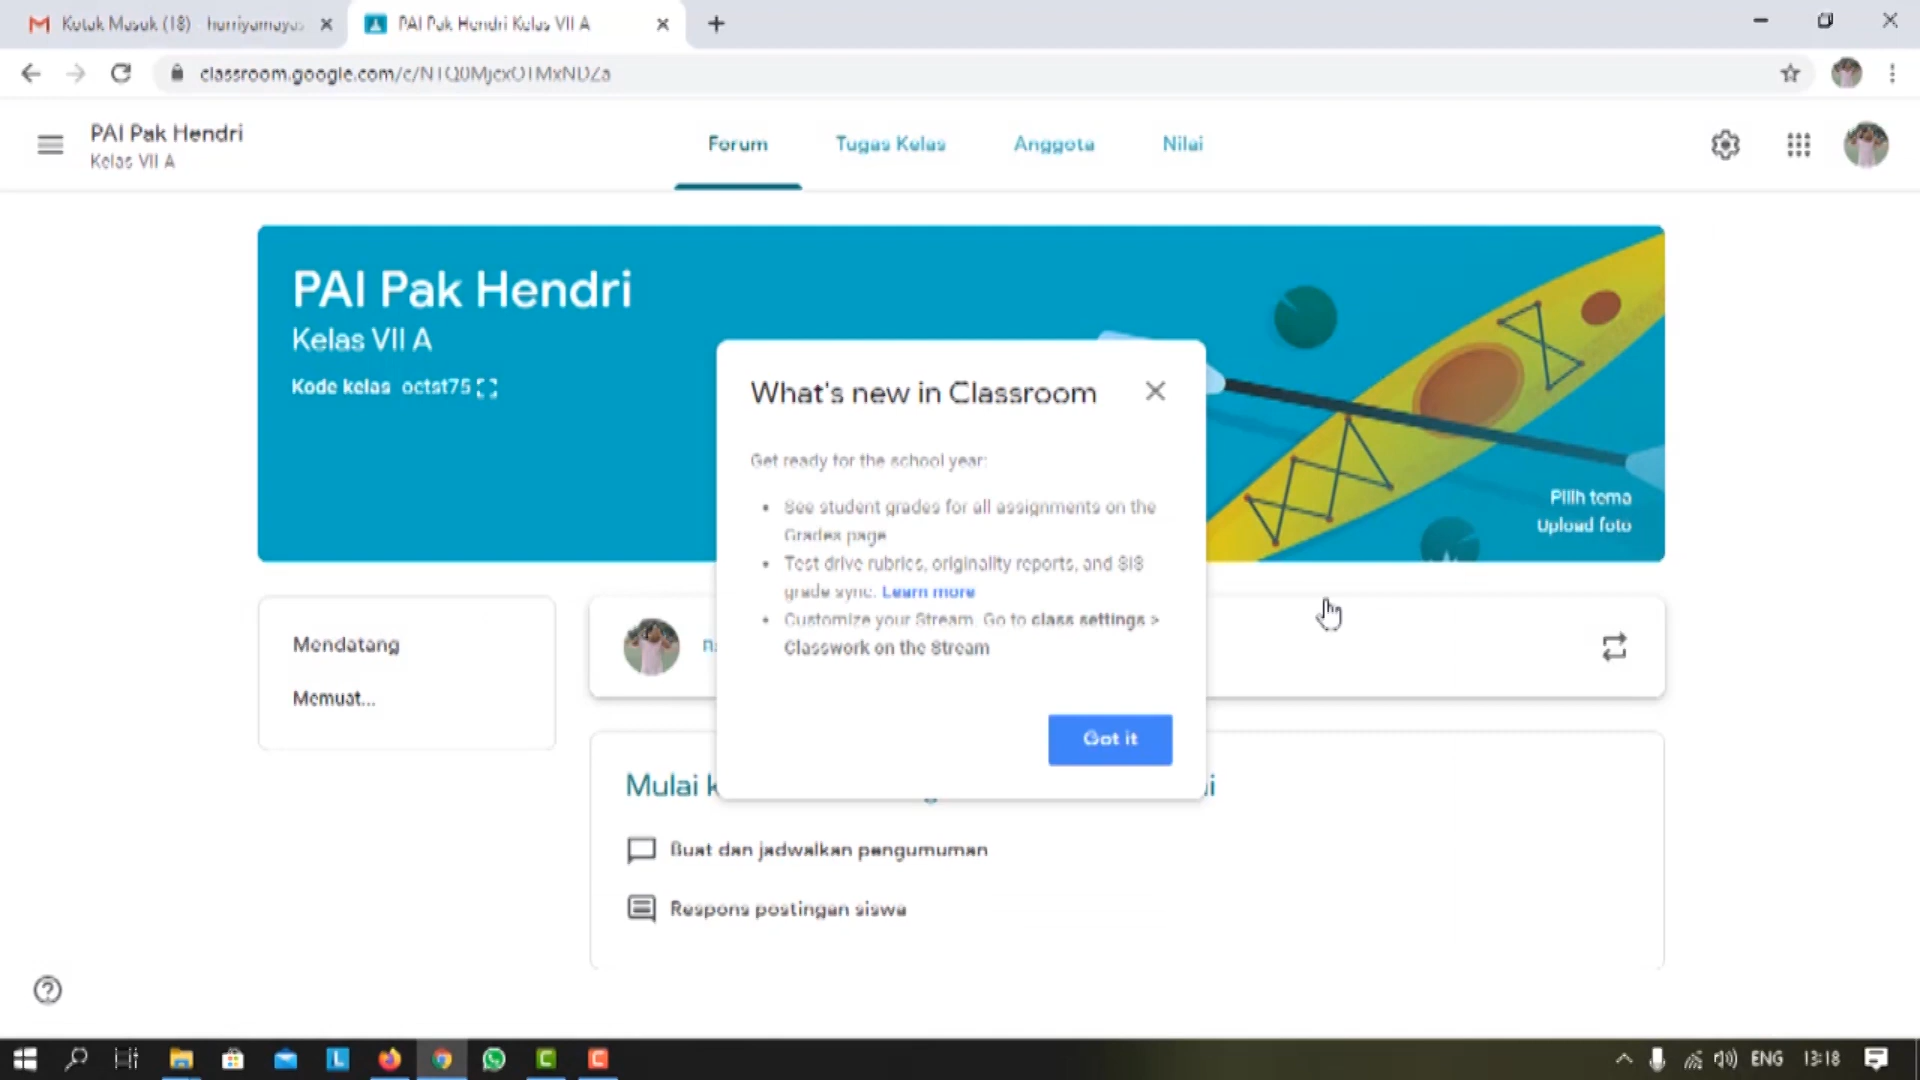 Kotak Masuk (18)
PAI Pak Hendri Kelas VII A
PAI Pak Hendri
Kelas VII A
Forum
Tugas Kelas
Anggota
Nilai
PAI Pak Hendri
Kelas VII A
Kode kelas octst75
Pilih tema
Upload foto
What's new in Classroom
Get ready for the school year:
See student grades for all assignments on the
Grades page
Test drive rubrics, originality reports, and SIS
grade sync. Learn more
Customize your Stream. Go to class settings >
Classwork on the Stream
Got it
Mendatang
Memuat...
Mulai
Buat dan jadwalkan pengumuman
Respons postingan siswa
ENG
13:18